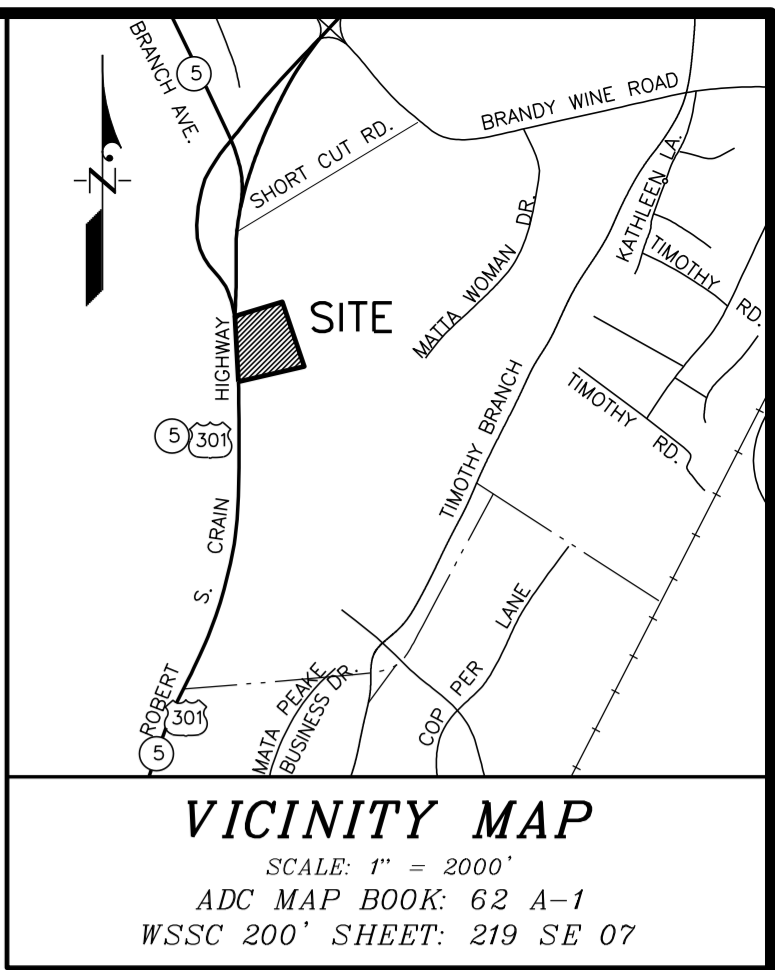 BRANCH AVE.
5
N
SHORT CUT RD.
BRANDY WINE ROAD
KATHLEEN LA.
MATTA WOMAN DR.
TIMOTHY RD.
SITE
HIGHWAY
5
301
TIMOTHY BRANCH
TIMOTHY RD.
CRAIN
S.
ROBERT
301
5
MATA PEAKE
BUSINESS DR.
COP PER LANE
VICINITY MAP
SCALE: 1" = 2000'
ADC MAP BOOK: 62 A-1
WSSC 200' SHEET: 219 SE 07